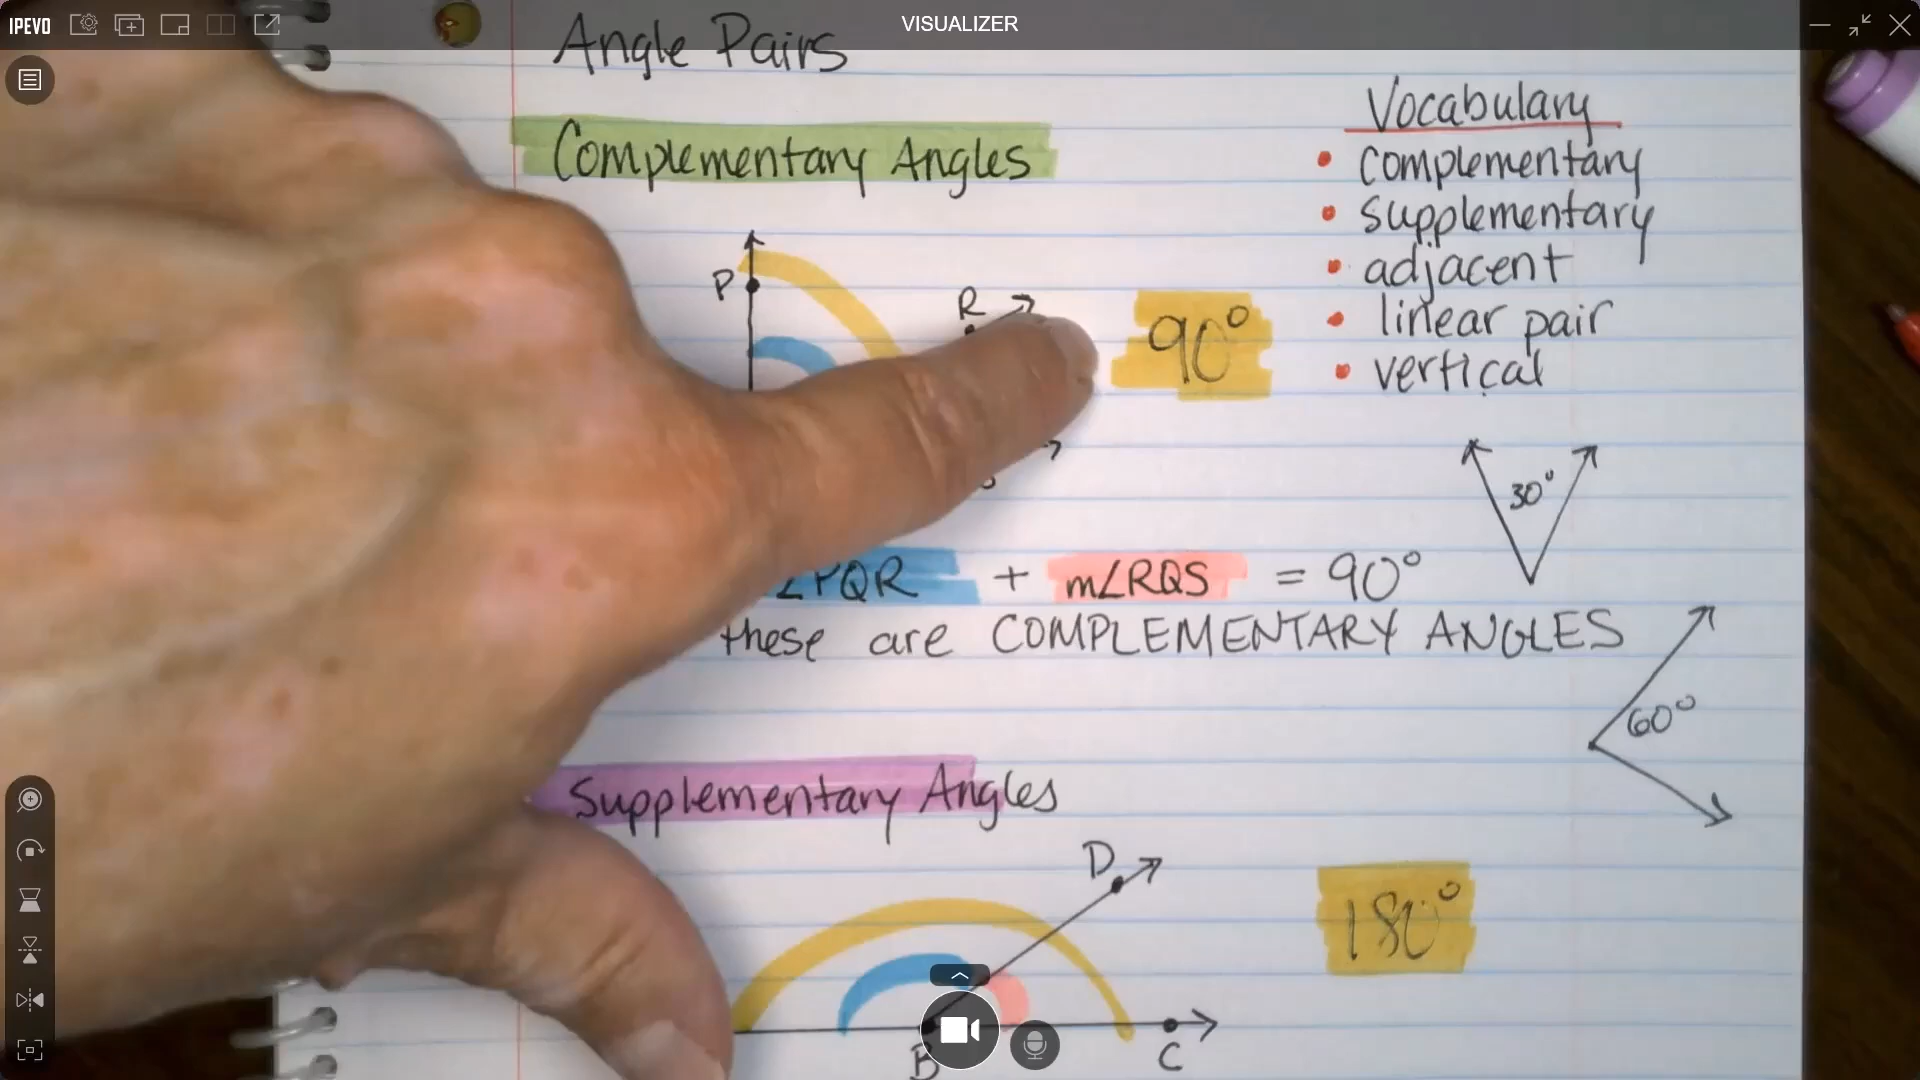 IPEVO
VISUALIZER
Angle Pairs
Complementary Angles
P
R
90°
∠PQR + m∠RQS = 90°
these are COMPLEMENTARY ANGLES
Vocabulary
• complementary
• supplementary
• adjacent
• linear pair
• vertical
30°
60°
Supplementary Angles
D
180°
B
C